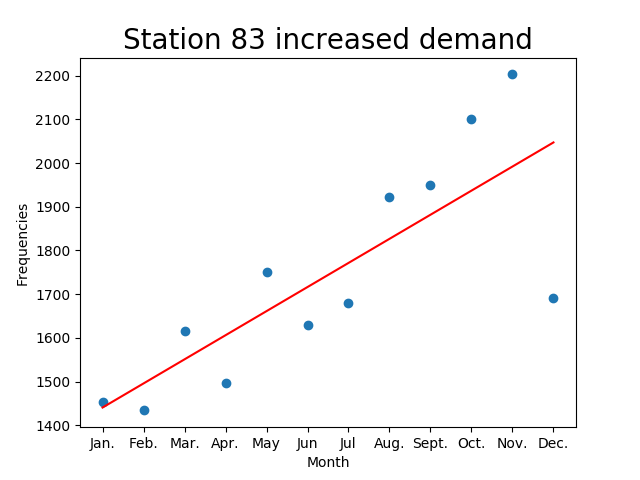 Station 83 increased demand
Frequencies
2200
2100
2000
1900
1800
1700
1600
1500
1400
Jan. Feb. Mar. Apr. May Jun Jul Aug. Sept. Oct. Nov. Dec.
Month